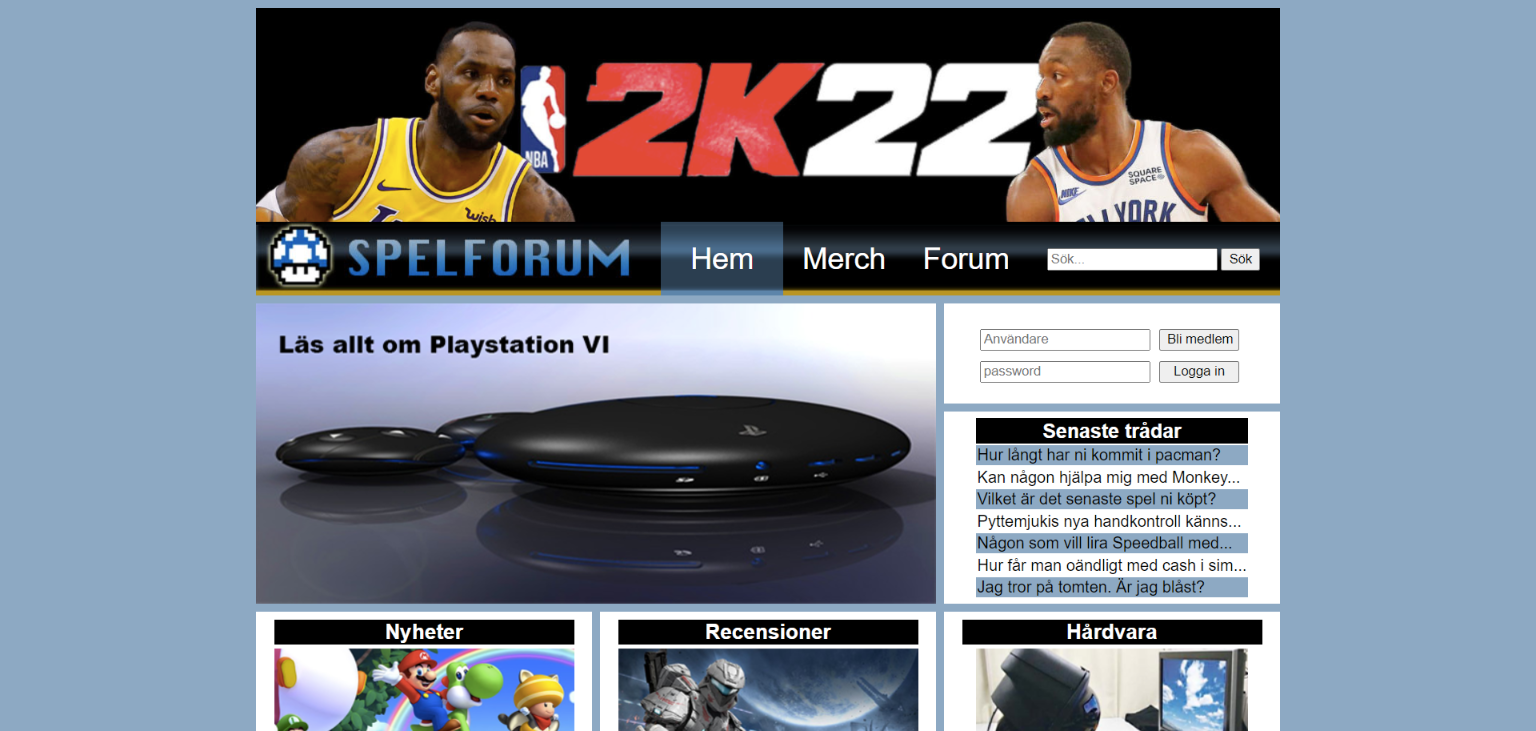 NBA 2K22
wish
SQUARE
SPACE
NIKE
SPELFORUM
Hem
Merch
Forum
Sök...
Sök
Läs allt om Playstation VI
Användare
Bli medlem
password
Logga in
Senaste trådar
Hur långt har ni kommit i pacman?
Kan någon hjälpa mig med Monkey...
Vilket är det senaste spel ni köpt?
Pyttemjukis nya handkontroll känns...
Någon som vill lira Speedball med...
Hur får man oändligt med cash i sim...
Jag tror på tomten. Är jag blåst?
Nyheter
Recensioner
Hårdvara